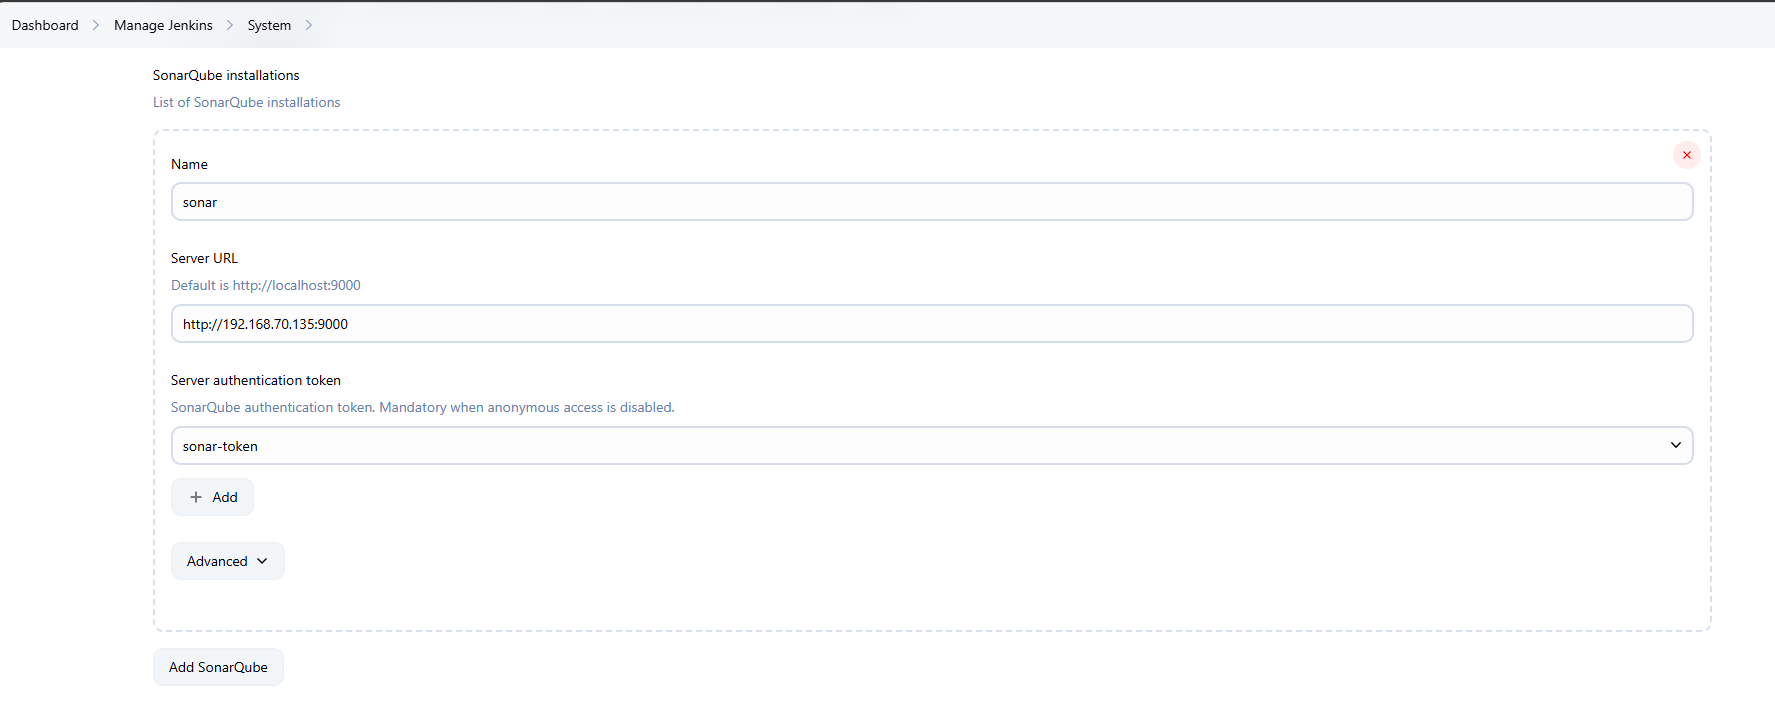 Dashboard > Manage Jenkins > System >
SonarQube installations
List of SonarQube installations
Name
sonar
Server URL
Default is http://localhost:9000
http://192.168.70.135:9000
Server authentication token
SonarQube authentication token. Mandatory when anonymous access is disabled.
sonar-token
+ Add
Advanced
Add SonarQube